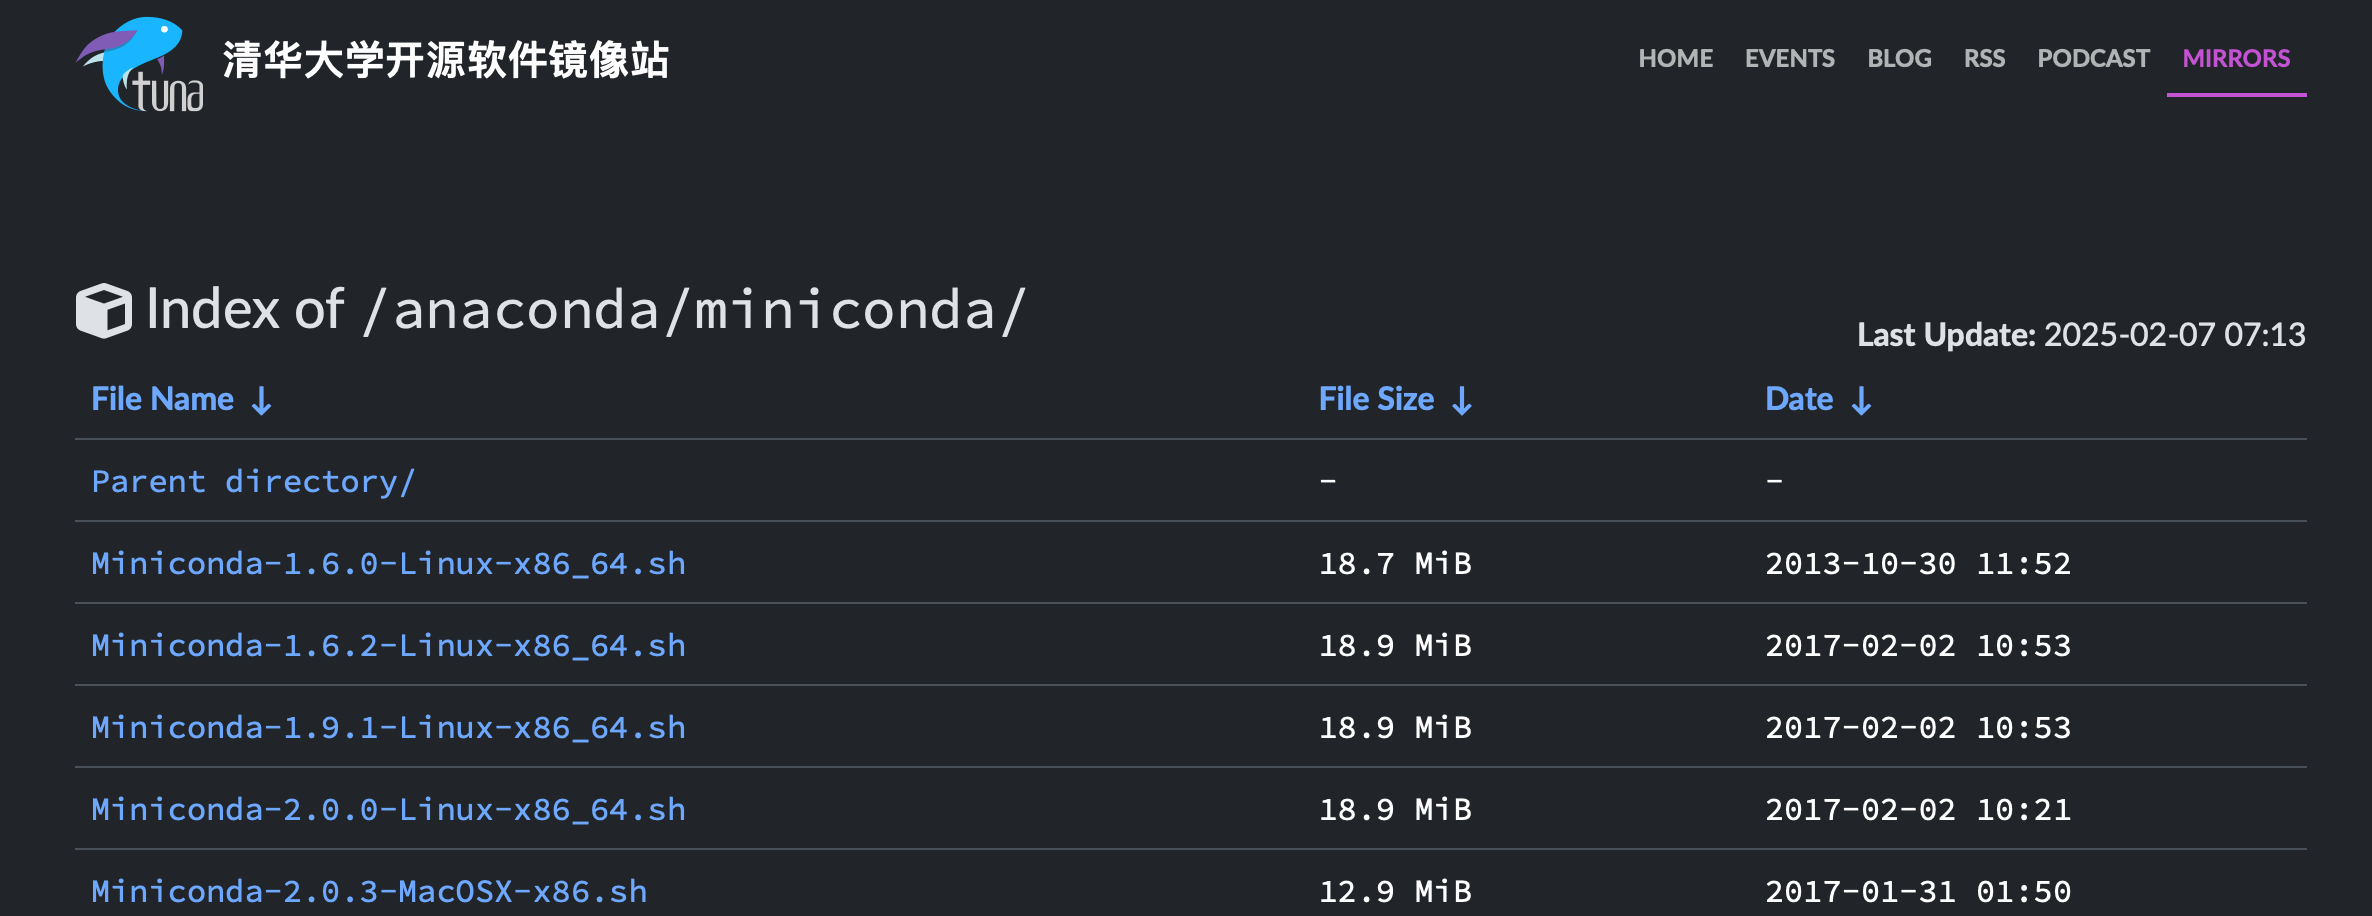 tuna
清华大学开源软件镜像站
HOME EVENTS BLOG RSS PODCAST MIRRORS
Index of /anaconda/miniconda/
Last Update: 2025-02-07 07:13
File Name ↓ File Size ↓ Date ↓
Parent directory/ - -
Miniconda-1.6.0-Linux-x86_64.sh 18.7 MiB 2013-10-30 11:52
Miniconda-1.6.2-Linux-x86_64.sh 18.9 MiB 2017-02-02 10:53
Miniconda-1.9.1-Linux-x86_64.sh 18.9 MiB 2017-02-02 10:53
Miniconda-2.0.0-Linux-x86_64.sh 18.9 MiB 2017-02-02 10:21
Miniconda-2.0.3-MacOSX-x86.sh 12.9 MiB 2017-01-31 01:50